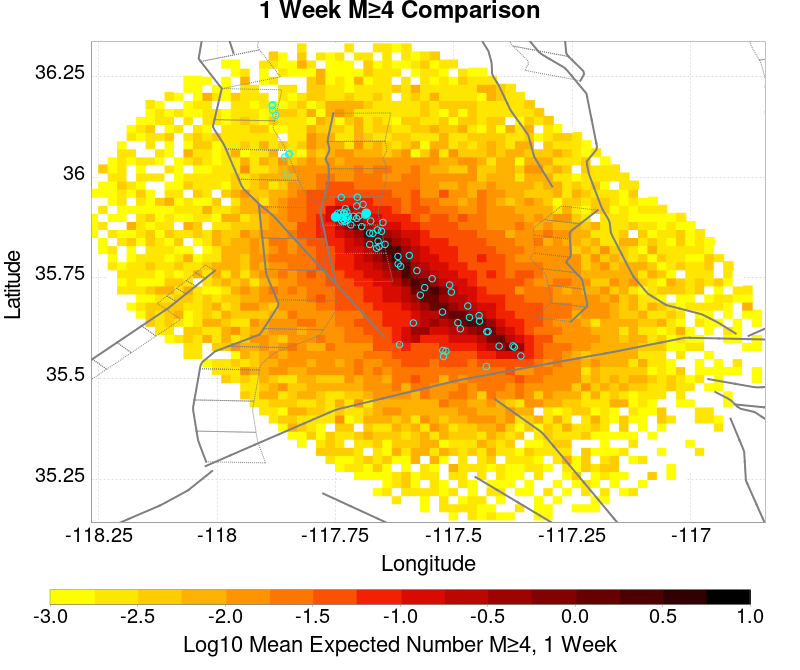 1 Week M≥4 Comparison
36.25
36
35.75
35.5
35.25
Latitude
-118.25 -118 -117.75 -117.5 -117.25 -117
Longitude
-3.0 -2.5 -2.0 -1.5 -1.0 -0.5 0.0 0.5 1.0
Log10 Mean Expected Number M≥4, 1 Week